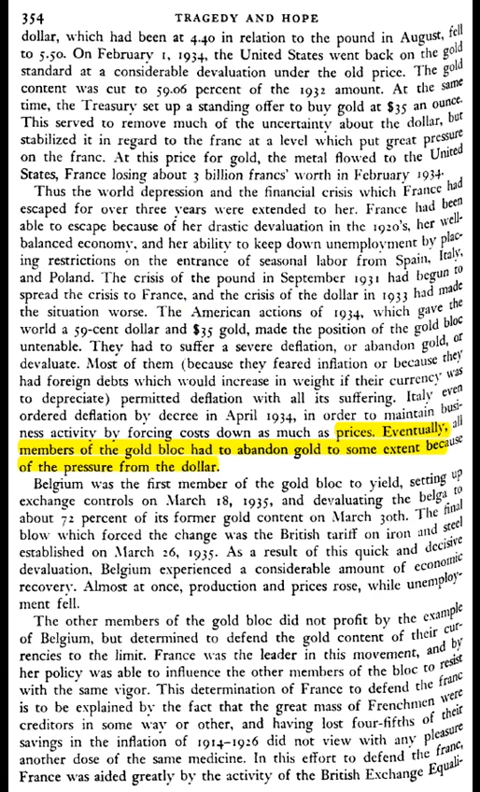 354 TRAGEDY AND HOPE
dollar, which had been at 4.40 in relation to the pound in August, fell
to 5.50. On February 1, 1934, the United States went back on the gold
standard at a considerable devaluation under the old price. The gold
content was cut to 59.06 percent of the 1932 amount. At the same
time, the Treasury set up a standing offer to buy gold at $35 an ounce.
This served to remove much of the uncertainty about the dollar, but
stabilized it in regard to the franc at a level which put great pressure
on the franc. At this price for gold, the metal flowed to the United
States, France losing about 3 billion francs' worth in February 1934.
Thus the world depression and the financial crisis which France had
escaped for over three years were extended to her. France had been
able to escape because of her drastic devaluation in the 1920's, her well-
balanced economy, and her ability to keep down unemployment by plac-
ing restrictions on the entrance of seasonal labor from Spain, Italy,
and Poland. The crisis of the pound in September 1931 had begun to
spread the crisis to France, and the crisis of the dollar in 1933 had made
the situation worse. The American actions of 1934, which gave the
world a 59-cent dollar and $35 gold, made the position of the gold bloc
untenable. They had to suffer a severe deflation, or abandon gold, or
devaluate. Most of them (because they feared inflation or because they
had foreign debts which would increase in weight if their currency was
to depreciate) permitted deflation with all its suffering. Italy even
ordered deflation by decree in April 1934, in order to maintain busi-
ness activity by forcing costs down as much as prices. Eventually, all
members of the gold bloc had to abandon gold to some extent because
of the pressure from the dollar.
Belgium was the first member of the gold bloc to yield, setting up
exchange controls on March 18, 1935, and devaluating the belga to
about 72 percent of its former gold content on March 30th. The final
blow which forced the change was the British tariff on iron and steel
established on March 26, 1935. As a result of this quick and decisive
devaluation, Belgium experienced a considerable amount of economic
recovery. Almost at once, production and prices rose, while unemploy-
ment fell.
The other members of the gold bloc did not profit by the example
of Belgium, but determined to defend the gold content of their cur-
rencies to the limit. France was the leader in this movement, and by
her policy was able to influence the other members of the bloc to resist
with the same vigor. This determination of France to defend the franc
is to be explained by the fact that the great mass of Frenchmen were
creditors in some way or other, and having lost four-fifths of their
savings in the inflation of 1914-1926 did not view with any pleasure
another dose of the same medicine. In this effort to defend the franc,
France was aided greatly by the activity of the British Exchange Equali-